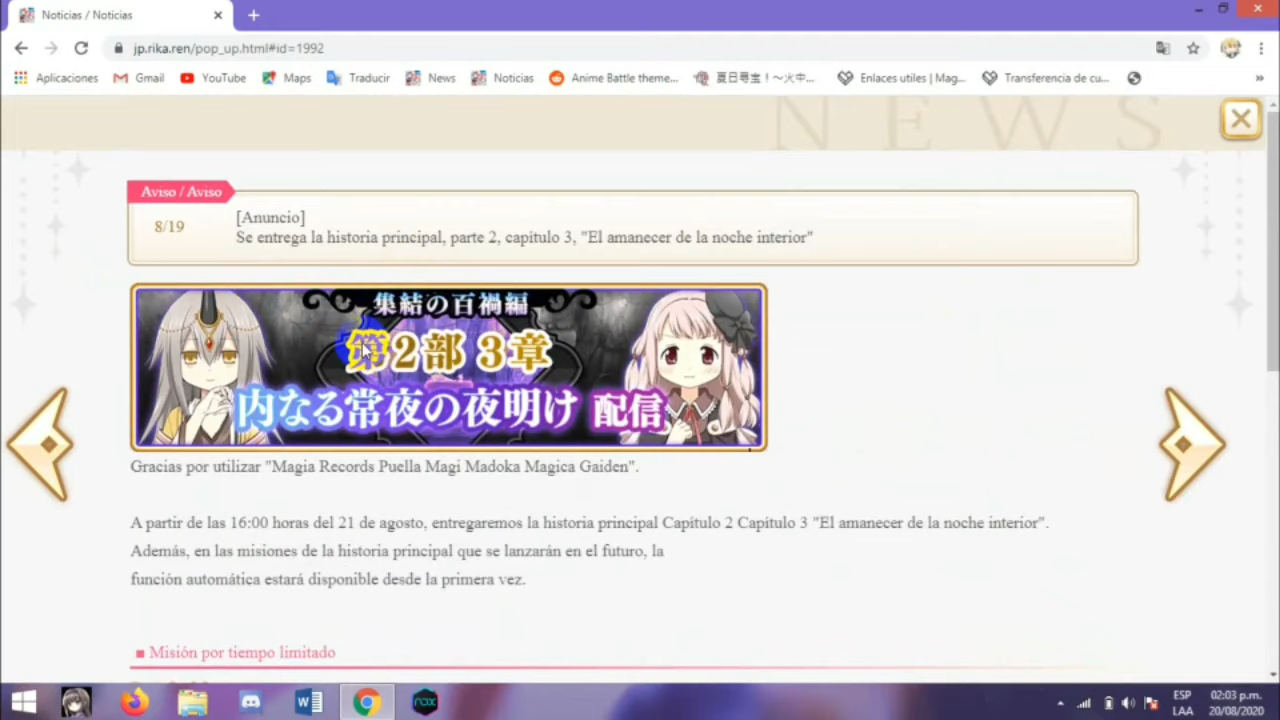 Noticias / Noticias
jp.rika.ren/pop_up.html#id=1992
Aplicaciones
Gmail
YouTube
Maps
Traducir
News
Noticias
Anime Battle theme...
夏日尋宝！～火中...
Enlaces utiles | Mag...
Transferencia de cu...
»
NEWS
Aviso / Aviso
8/19
[Anuncio]
Se entrega la historia principal, parte 2, capítulo 3, "El amanecer de la noche interior"
集結の百禍編
第2部 3章
内なる常夜の夜明け 配信
Gracias por utilizar "Magia Records Puella Magi Madoka Magica Gaiden".
A partir de las 16:00 horas del 21 de agosto, entregaremos la historia principal Capítulo 2 Capítulo 3 "El amanecer de la noche interior".
Además, en las misiones de la historia principal que se lanzarán en el futuro, la
función automática estará disponible desde la primera vez.
■ Misión por tiempo limitado
nox
ESP
LAA
02:03 p.m.
20/08/2020